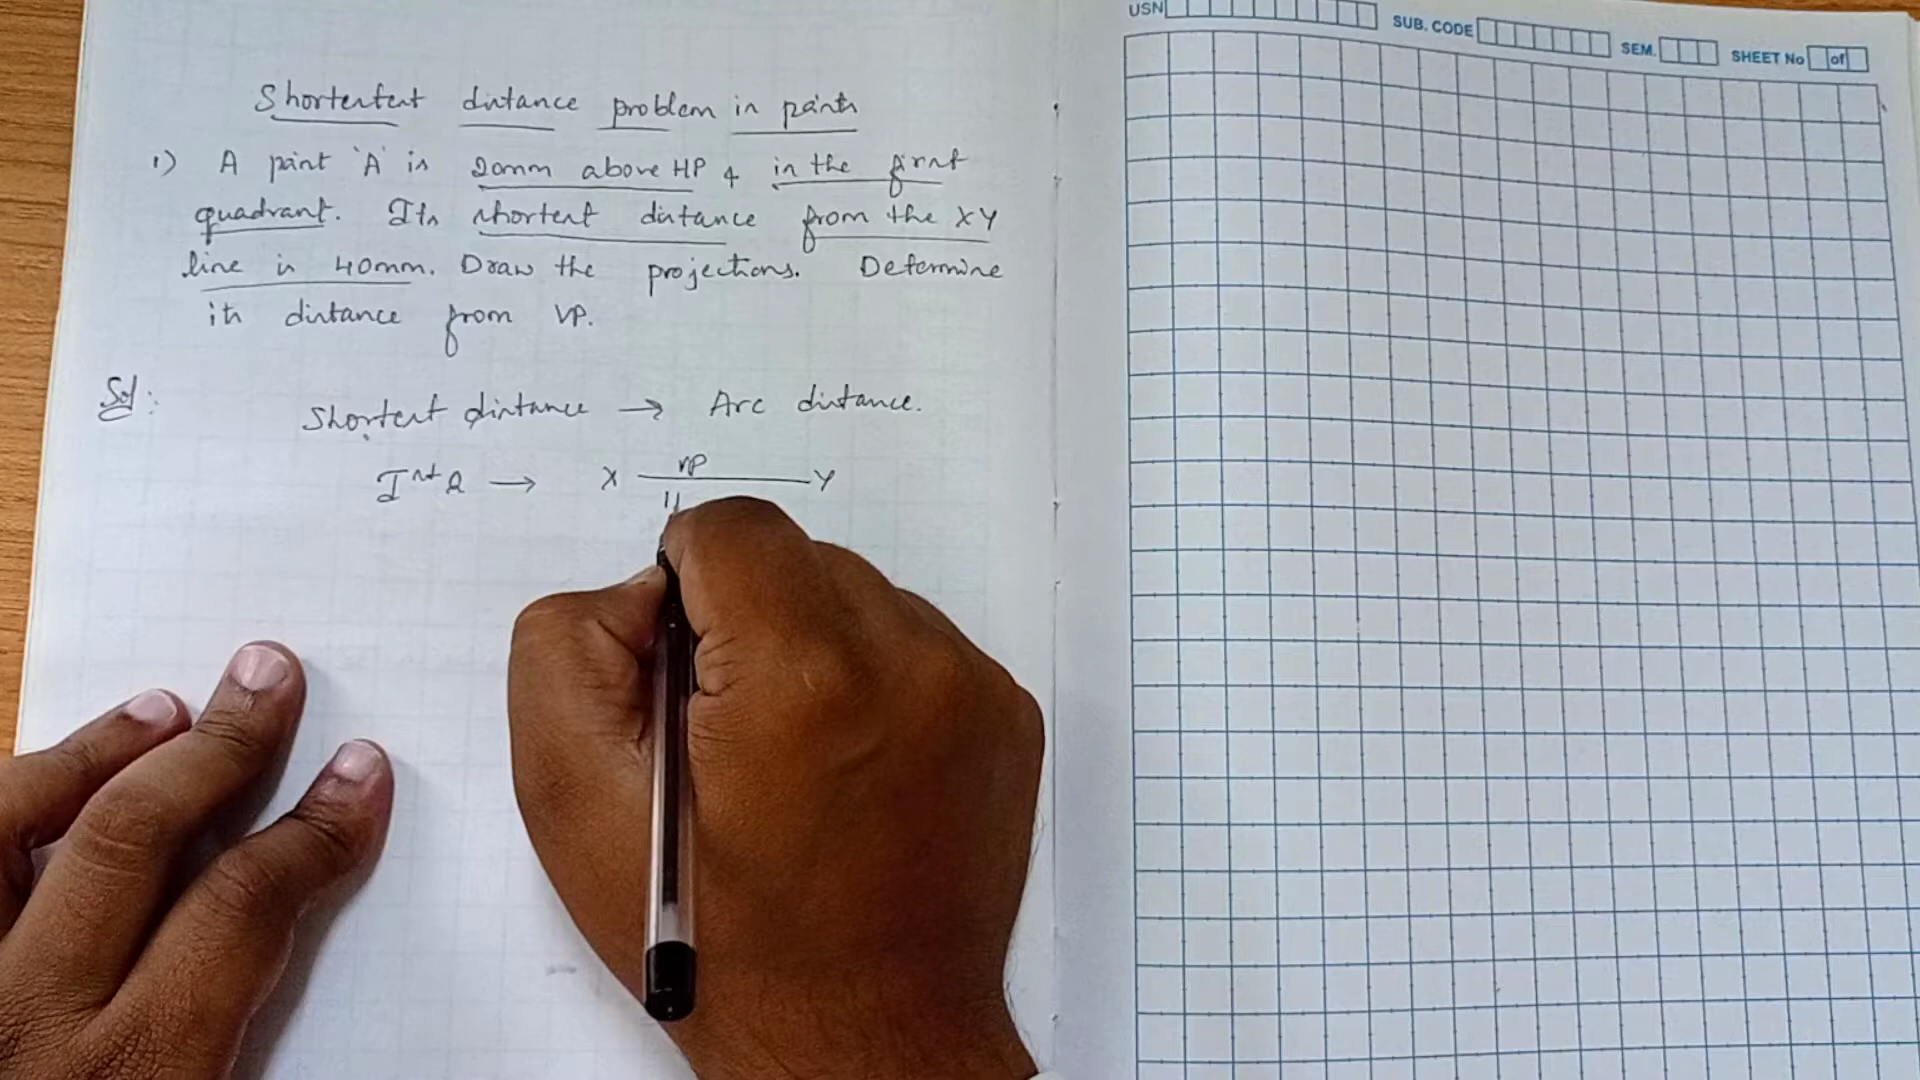 USN
SUB. CODE
SEM.
SHEET No of
Shortestest distance problem in points
1) A point 'A' is 20mm above HP & in the first
quadrant. Its shortest distance from the XY
line is 40mm. Draw the projections. Determine
its distance from VP.
Sol:
Shortest distance → Arc distance.
Ist Q → X VP Y